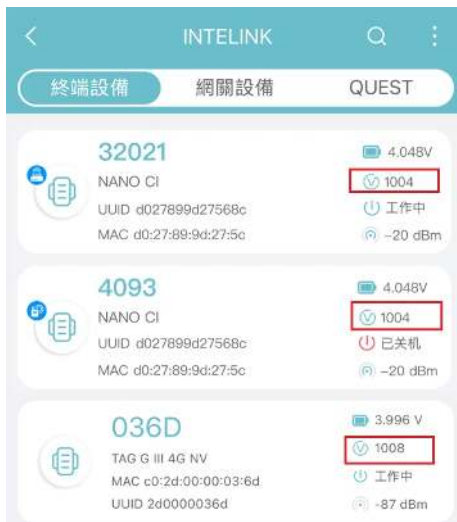 INTELINK
終端設備 網關設備 QUEST
32021
NANO CI
UUID d027899d27568c
MAC d0:27:89:9d:27:5c
4.048V
1004
工作中
-20 dBm
4093
NANO CI
UUID d027899d27568c
MAC d0:27:89:9d:27:5c
4.048V
1004
已关机
-20 dBm
036D
TAG G III 4G NV
MAC c0:2d:00:00:03:6d
UUID 2d0000036d
3.996 V
1008
工作中
-87 dBm